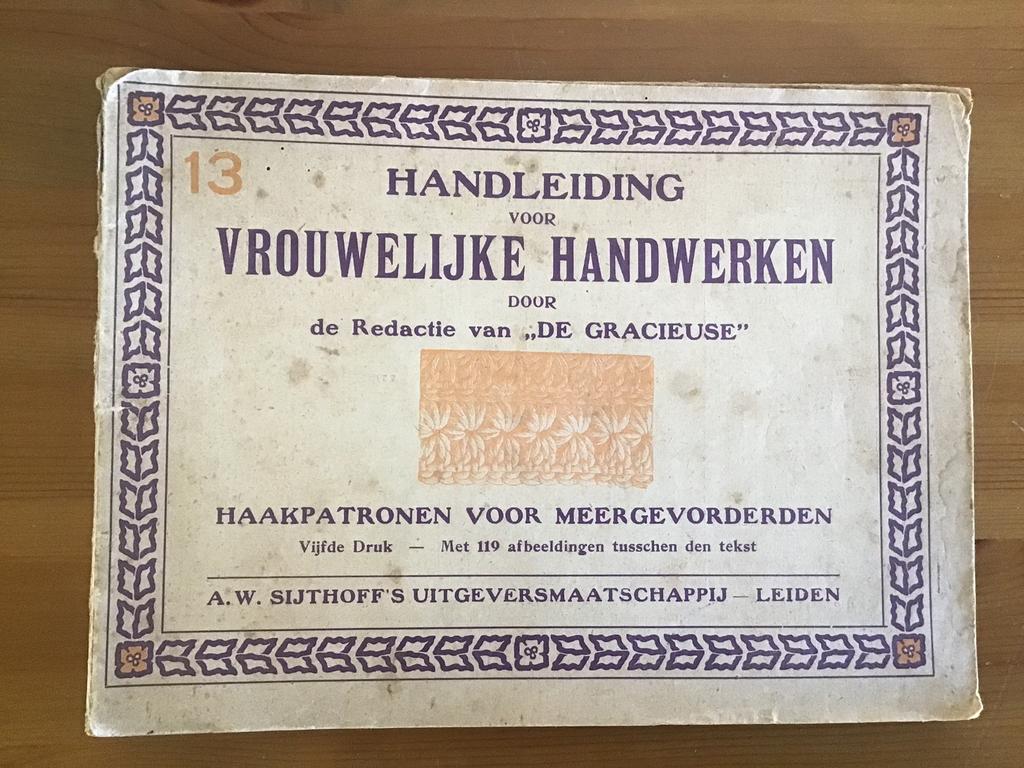 13
HANDLEIDING
VOOR
VROUWELIJKE HANDWERKEN
DOOR
de Redactie van „DE GRACIEUSE”
HAAKPATRONEN VOOR MEERGEVORDERDEN
Vijfde Druk — Met 119 afbeeldingen tusschen den tekst
A. W. SIJTHOFF'S UITGEVERSMAATSCHAPPIJ – LEIDEN